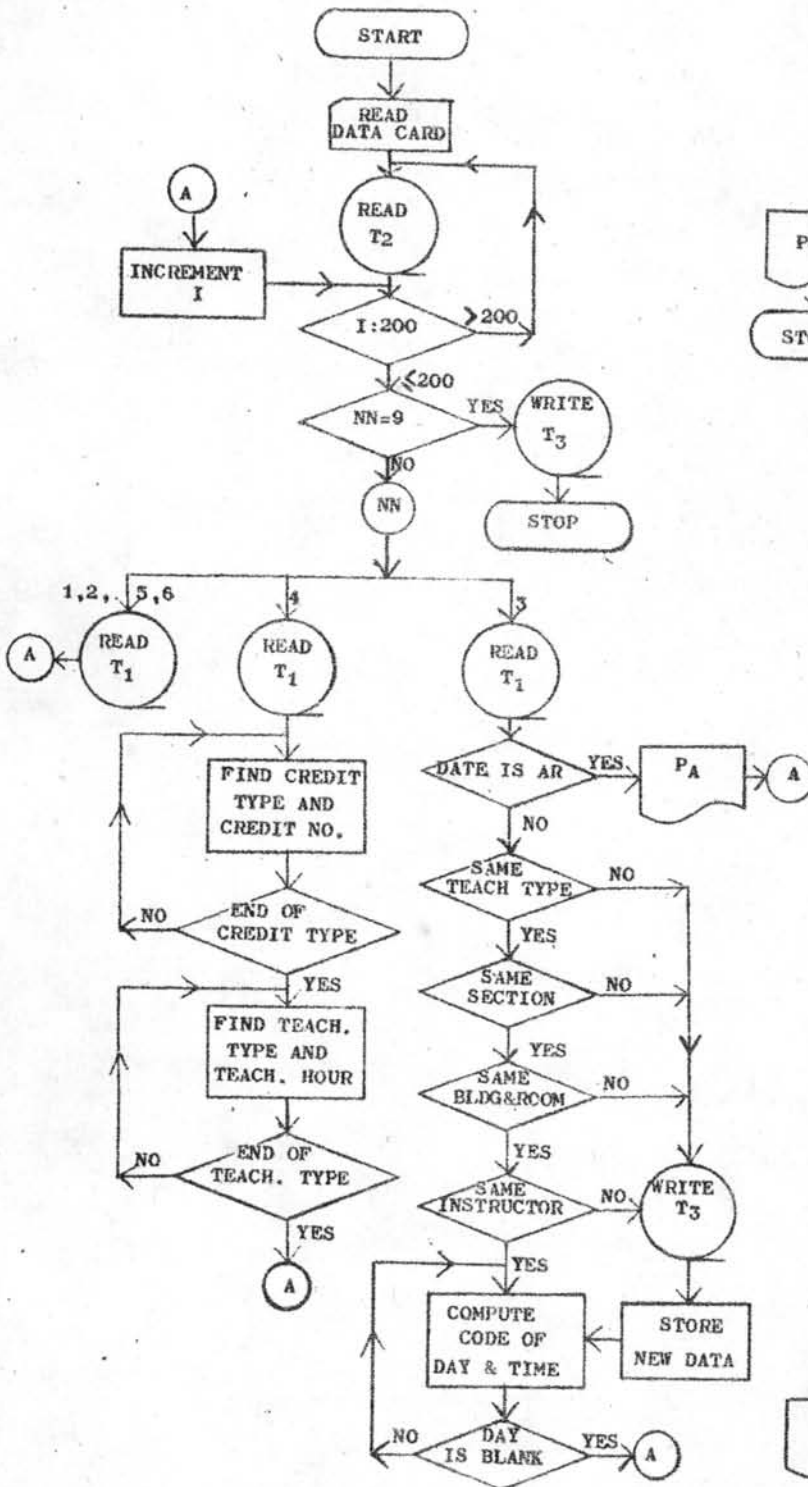 START
READ
DATA CARD
A
READ
T2
INCREMENT
I
P
I:200
>200
STO
≤200
NN=9
YES
WRITE
T3
NO
NN
STOP
1,2, 5,6
4
3
READ
T1
A
READ
T1
READ
T1
DATE IS AR
YES
PA
A
FIND CREDIT
TYPE AND
CREDIT NO.
NO
SAME
TEACH TYPE
NO
END OF
CREDIT TYPE
NO
YES
YES
SAME
SECTION
NO
FIND TEACH.
TYPE AND
TEACH. HOUR
YES
SAME
BLDG&ROOM
NO
END OF
TEACH. TYPE
NO
YES
YES
SAME
INSTRUCTOR
NO
WRITE
T3
A
YES
COMPUTE
CODE OF
DAY & TIME
STORE
NEW DATA
NO
DAY
IS BLANK
YES
A